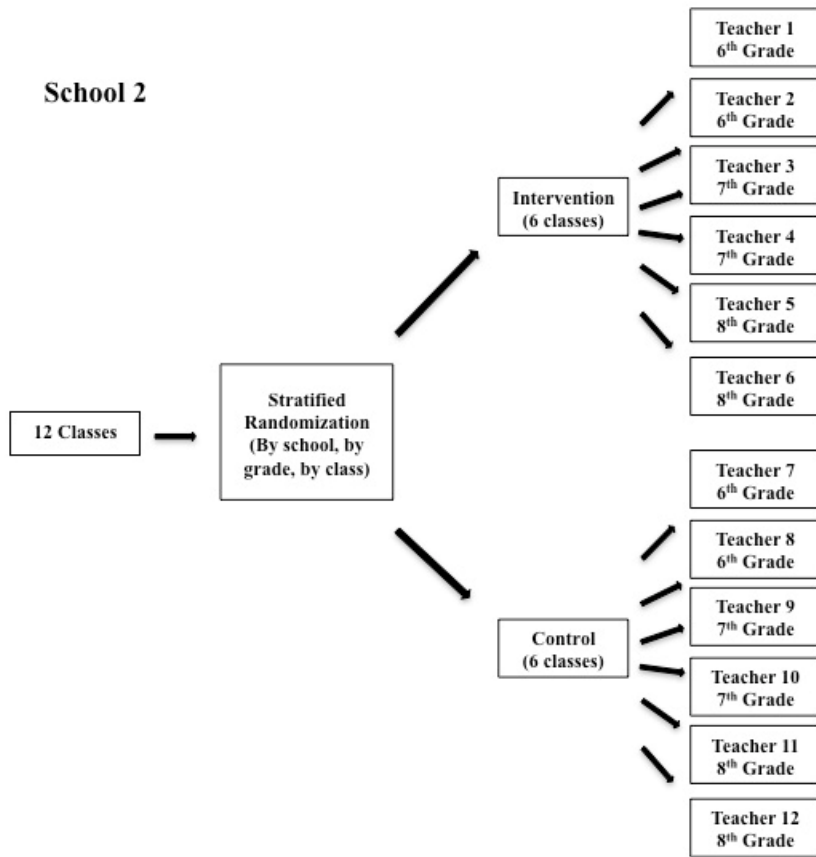 School 2
12 Classes
Stratified
Randomization
(By school, by
grade, by class)
Intervention
(6 classes)
Teacher 1
6th Grade
Teacher 2
6th Grade
Teacher 3
7th Grade
Teacher 4
7th Grade
Teacher 5
8th Grade
Teacher 6
8th Grade
Control
(6 classes)
Teacher 7
6th Grade
Teacher 8
6th Grade
Teacher 9
7th Grade
Teacher 10
7th Grade
Teacher 11
8th Grade
Teacher 12
8th Grade